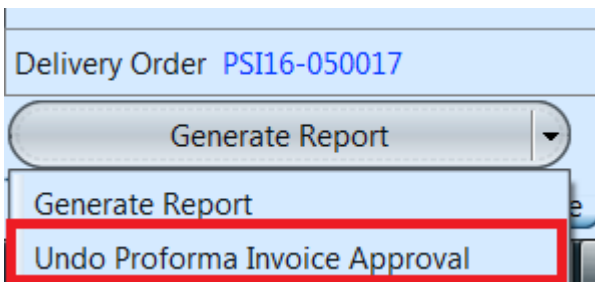 Delivery Order PSI16-050017
Generate Report
Generate Report
Undo Proforma Invoice Approval